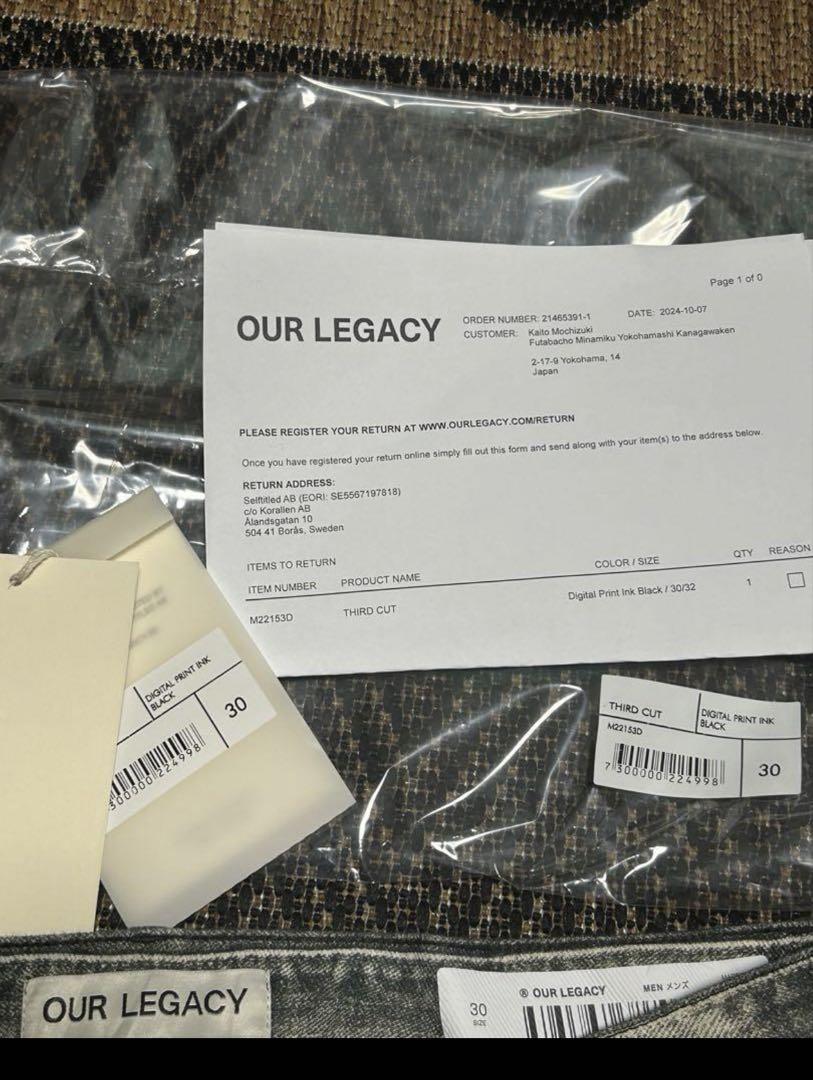 Page 1 of 0
OUR LEGACY
ORDER NUMBER: 21465391-1
DATE: 2024-10-07
CUSTOMER: Kaito Mochizuki
Futabacho Minamiku Yokohamashi Kanagawaken
2-17-9 Yokohama, 14
Japan
PLEASE REGISTER YOUR RETURN AT WWW.OURLEGACY.COM/RETURN
Once you have registered your return online simply fill out this form and send along with your item(s) to the address below.
RETURN ADDRESS:
Selftitled AB (EORI: SE5567197818)
c/o Korallen AB
Ålandsgatan 10
504 41 Borås, Sweden
ITEMS TO RETURN
ITEM NUMBER PRODUCT NAME COLOR / SIZE QTY REASON
M22153D THIRD CUT Digital Print Ink Black / 30/32 1
DIGITAL PRINT INK
BLACK
30
300000 224998
THIRD CUT
DIGITAL PRINT INK
BLACK
M22153D
7 300000 224998
30
OUR LEGACY
30
SIZE
® OUR LEGACY
MEN メンズ